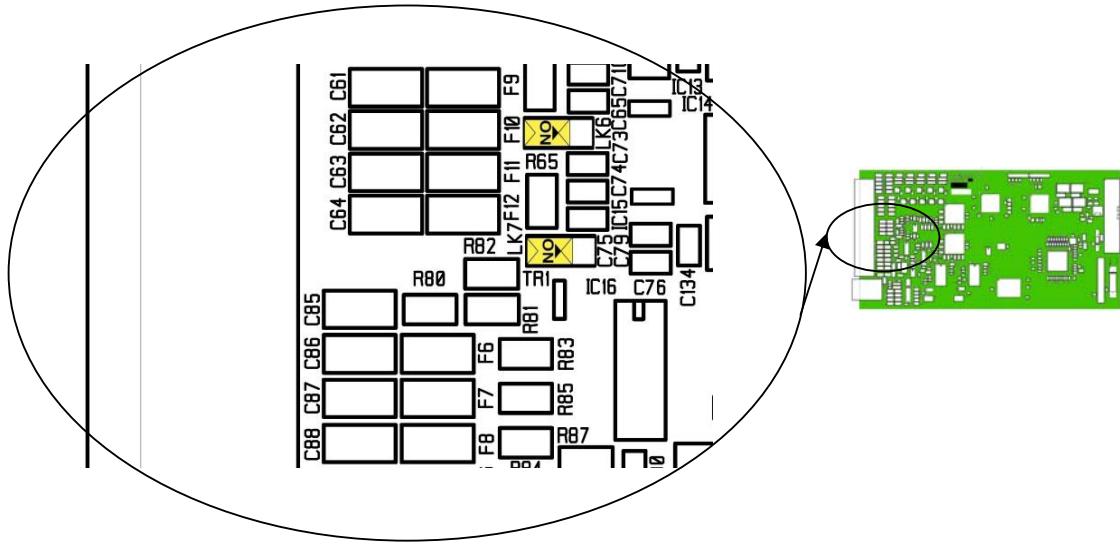 C61
F9
C71
IC13
C62
F10
NO
LK6
C65
IC14
C63
F11
R65
C73
C74
C64
F12
IC15
LK7
NO
C75
C79
R82
TR1
IC16
C76
C134
R80
C85
R81
C86
F6
R83
C87
F7
R85
C88
F8
R87
R84